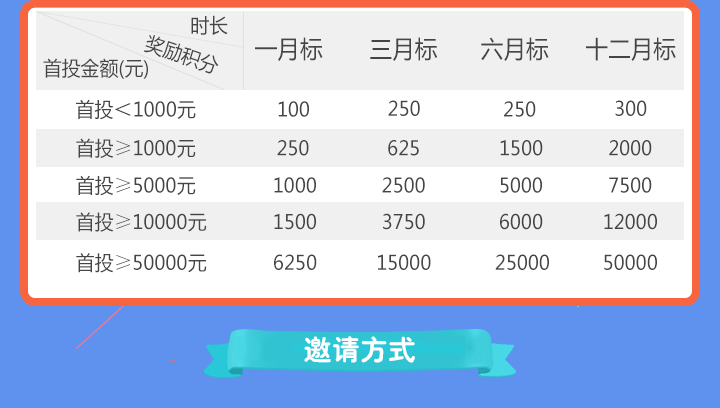 时长
奖励积分
首投金额(元)
一月标 三月标 六月标 十二月标
首投＜1000元 100 250 250 300
首投≥1000元 250 625 1500 2000
首投≥5000元 1000 2500 5000 7500
首投≥10000元 1500 3750 6000 12000
首投≥50000元 6250 15000 25000 50000
邀请方式